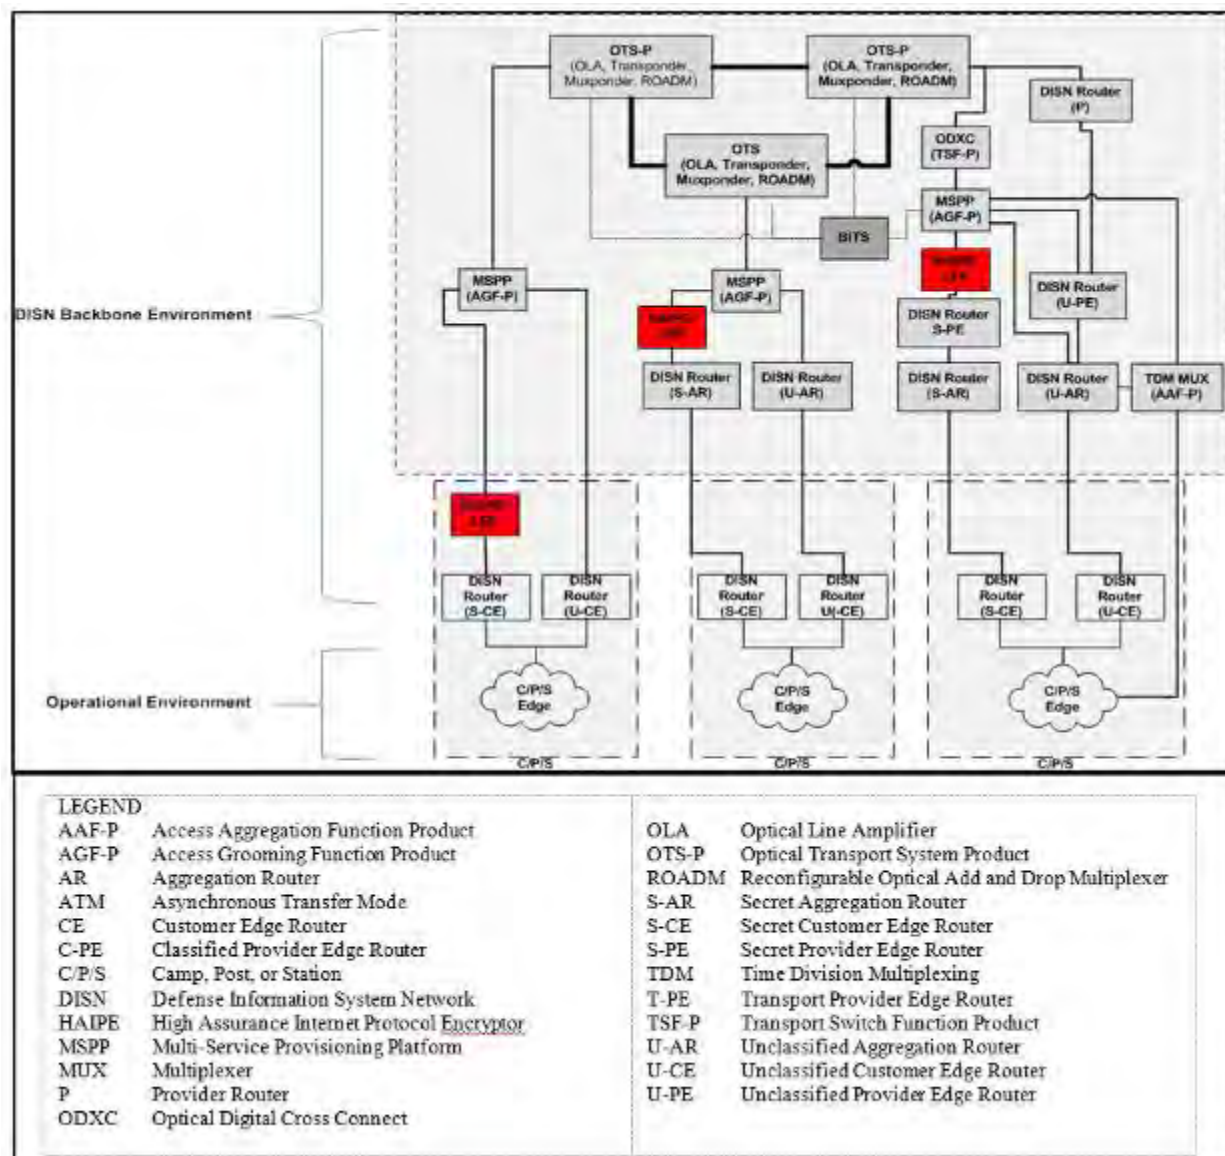 OTS-P
(OLA, Transponder,
Muxponder, ROADM)
OTS-P
(OLA, Transponder,
Muxponder, ROADM)
DISN Router
(P)
ODXC
(TSF-P)
OTS
(OLA, Transponder,
Muxponder, ROADM)
MSPP
(AGF-P)
BITS
MSPP
(AGF-P)
MSPP
(AGF-P)
DISN Router
(U-PE)
DISN Backbone Environment
DISN Router
S-PE
DISN Router
(S-AR)
DISN Router
(U-AR)
DISN Router
(S-AR)
DISN Router
(U-AR)
TDM MUX
(AAF-P)
DISN
Router
(S-CE)
DISN
Router
(U-CE)
DISN
Router
(S-CE)
DISN
Router
U(-CE)
DISN
Router
(S-CE)
DISN
Router
(U-CE)
Operational Environment
C/P/S
Edge
C/P/S
Edge
C/P/S
Edge
C/P/S
C/P/S
C/P/S
LEGEND
AAF-P Access Aggregation Function Product
AGF-P Access Grooming Function Product
AR Aggregation Router
ATM Asynchronous Transfer Mode
CE Customer Edge Router
C-PE Classified Provider Edge Router
C/P/S Camp, Post, or Station
DISN Defense Information System Network
HAIPE High Assurance Internet Protocol Encryptor
MSPP Multi-Service Provisioning Platform
MUX Multiplexer
P Provider Router
ODXC Optical Digital Cross Connect
OLA Optical Line Amplifier
OTS-P Optical Transport System Product
ROADM Reconfigurable Optical Add and Drop Multiplexer
S-AR Secret Aggregation Router
S-CE Secret Customer Edge Router
S-PE Secret Provider Edge Router
TDM Time Division Multiplexing
T-PE Transport Provider Edge Router
TSF-P Transport Switch Function Product
U-AR Unclassified Aggregation Router
U-CE Unclassified Customer Edge Router
U-PE Unclassified Provider Edge Router